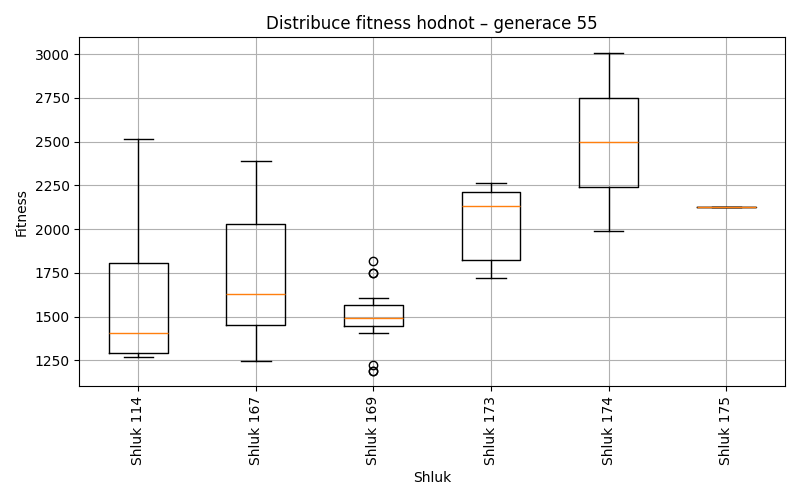 Distribuce fitness hodnot – generace 55
Fitness
3000
2750
2500
2250
2000
1750
1500
1250
Shluk 114
Shluk 167
Shluk 169
Shluk 173
Shluk 174
Shluk 175
Shluk